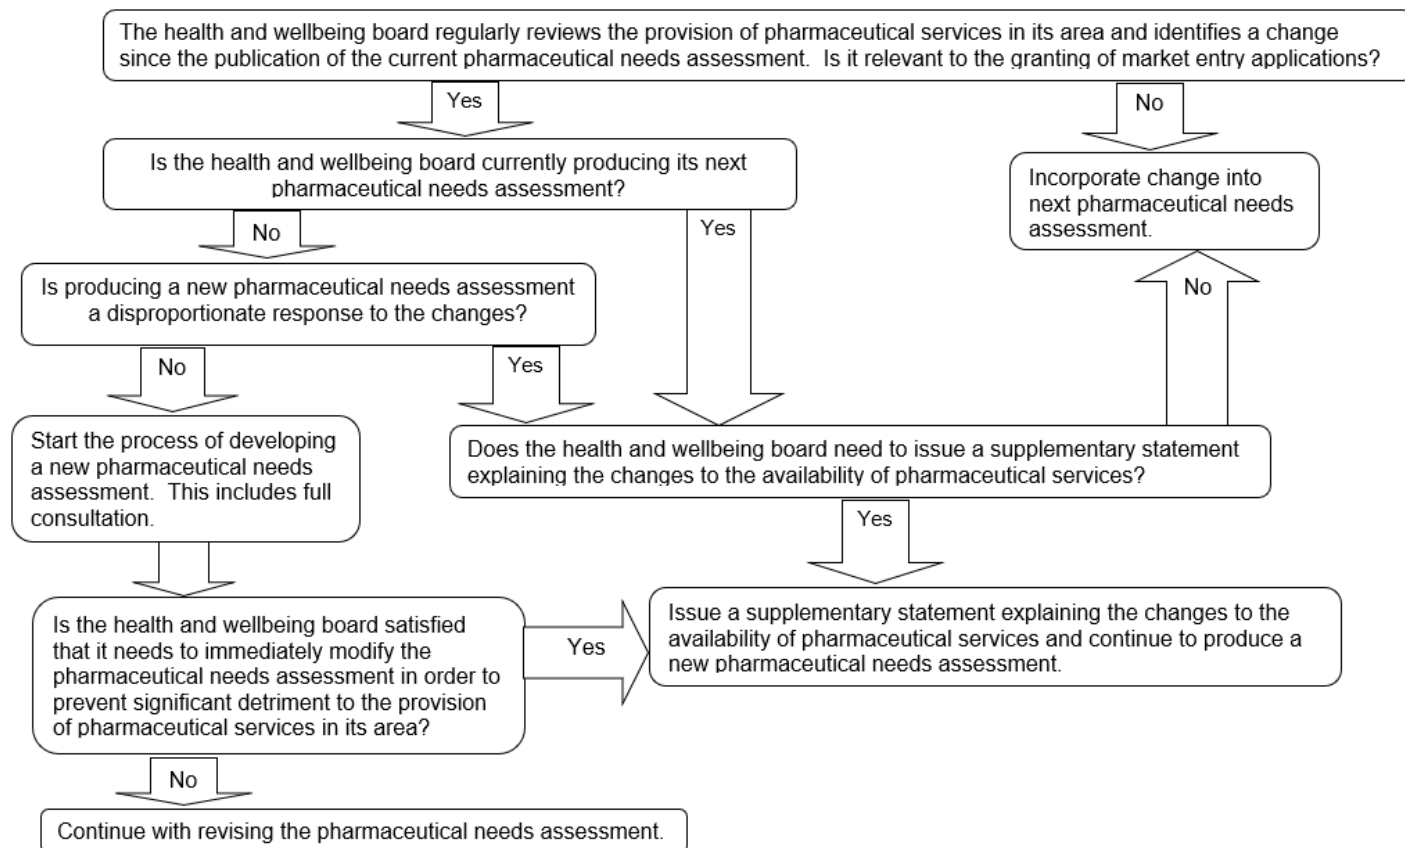 The health and wellbeing board regularly reviews the provision of pharmaceutical services in its area and identifies a change
since the publication of the current pharmaceutical needs assessment.  Is it relevant to the granting of market entry applications?
Yes
No
Is the health and wellbeing board currently producing its next
pharmaceutical needs assessment?
Incorporate change into
next pharmaceutical needs
assessment.
No
Yes
Is producing a new pharmaceutical needs assessment
a disproportionate response to the changes?
No
No
Yes
Start the process of developing
a new pharmaceutical needs
assessment.  This includes full
consultation.
Does the health and wellbeing board need to issue a supplementary statement
explaining the changes to the availability of pharmaceutical services?
Yes
Is the health and wellbeing board satisfied
that it needs to immediately modify the
pharmaceutical needs assessment in order to
prevent significant detriment to the provision
of pharmaceutical services in its area?
Yes
Issue a supplementary statement explaining the changes to the
availability of pharmaceutical services and continue to produce a
new pharmaceutical needs assessment.
No
Continue with revising the pharmaceutical needs assessment.